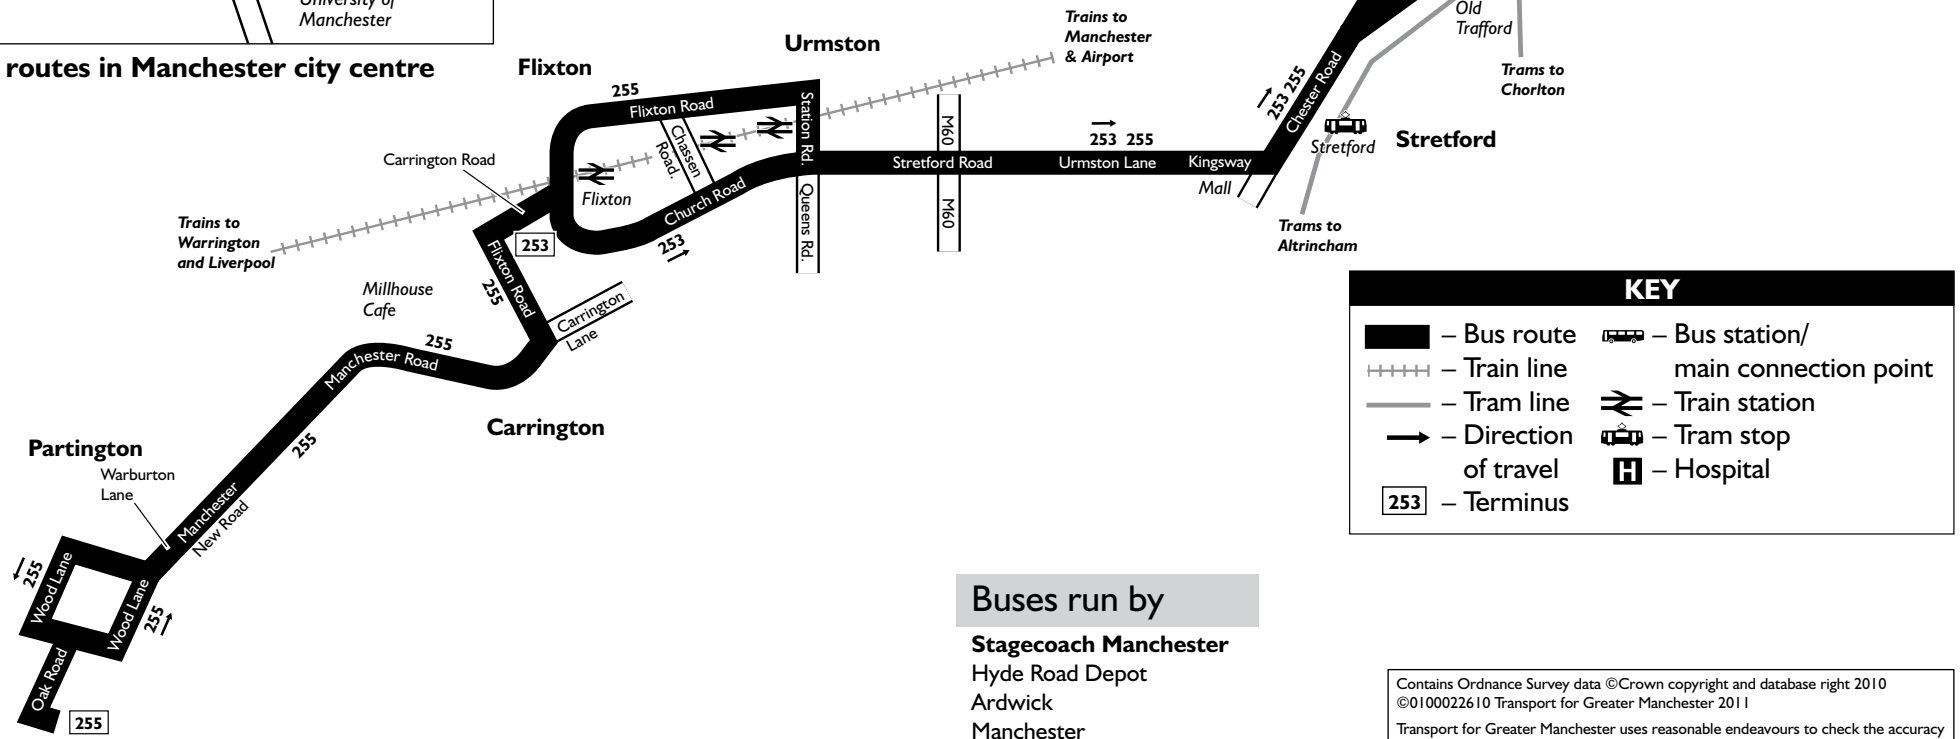 University of
Manchester
routes in Manchester city centre
Flixton
Urmston
Trains to
Manchester
& Airport
Old
Trafford
Trams to
Chorlton
255
Flixton Road
Station Rd.
Chassen
Road.
Carrington Road
Flixton
Church Road
253
Queens Rd.
M60
M60
Stretford Road
253 255
Urmston Lane
Kingsway
Mall
253 255
Chester Road
Stretford
Stretford
Trams to
Altrincham
Trains to
Warrington
and Liverpool
253
Flixton Road
255
Millhouse
Cafe
Carrington
Lane
255
Manchester Road
Carrington
255
Partington
Warburton
Lane
Manchester
New Road
255
Wood Lane
Wood Lane
255
Oak Road
255
KEY
– Bus route
– Train line
– Tram line
– Direction
of travel
253 – Terminus
– Bus station/
main connection point
– Train station
– Tram stop
H – Hospital
Buses run by
Stagecoach Manchester
Hyde Road Depot
Ardwick
Manchester
Contains Ordnance Survey data ©Crown copyright and database right 2010
©0100022610 Transport for Greater Manchester 2011
Transport for Greater Manchester uses reasonable endeavours to check the accuracy